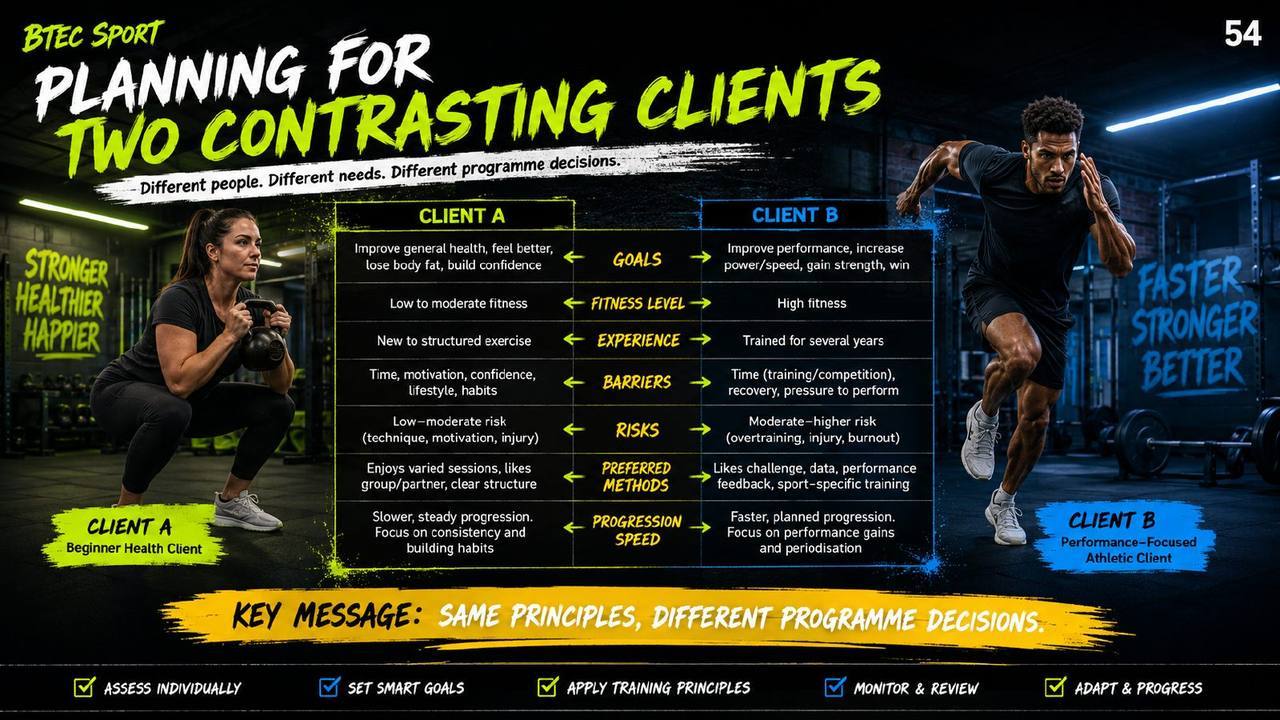 BTEC SPORT
54
PLANNING FOR
TWO CONTRASTING CLIENTS
Different people. Different needs. Different programme decisions.
CLIENT A
CLIENT B
Improve general health, feel better,
lose body fat, build confidence
GOALS
Improve performance, increase
power/speed, gain strength, win
Low to moderate fitness
FITNESS LEVEL
High fitness
New to structured exercise
EXPERIENCE
Trained for several years
Time, motivation, confidence,
lifestyle, habits
BARRIERS
Time (training/competition),
recovery, pressure to perform
Low–moderate risk
(technique, motivation, injury)
RISKS
Moderate–higher risk
(overtraining, injury, burnout)
Enjoys varied sessions, likes
group/partner, clear structure
PREFERRED
METHODS
Likes challenge, data, performance
feedback, sport-specific training
Slower, steady progression.
Focus on consistency and
building habits
PROGRESSION
SPEED
Faster, planned progression.
Focus on performance gains
and periodisation
STRONGER
HEALTHIER
HAPPIER
FASTER
STRONGER
BETTER
CLIENT A
Beginner Health Client
CLIENT B
Performance-Focused
Athletic Client
KEY MESSAGE: SAME PRINCIPLES, DIFFERENT PROGRAMME DECISIONS.
ASSESS INDIVIDUALLY
SET SMART GOALS
APPLY TRAINING PRINCIPLES
MONITOR & REVIEW
ADAPT & PROGRESS